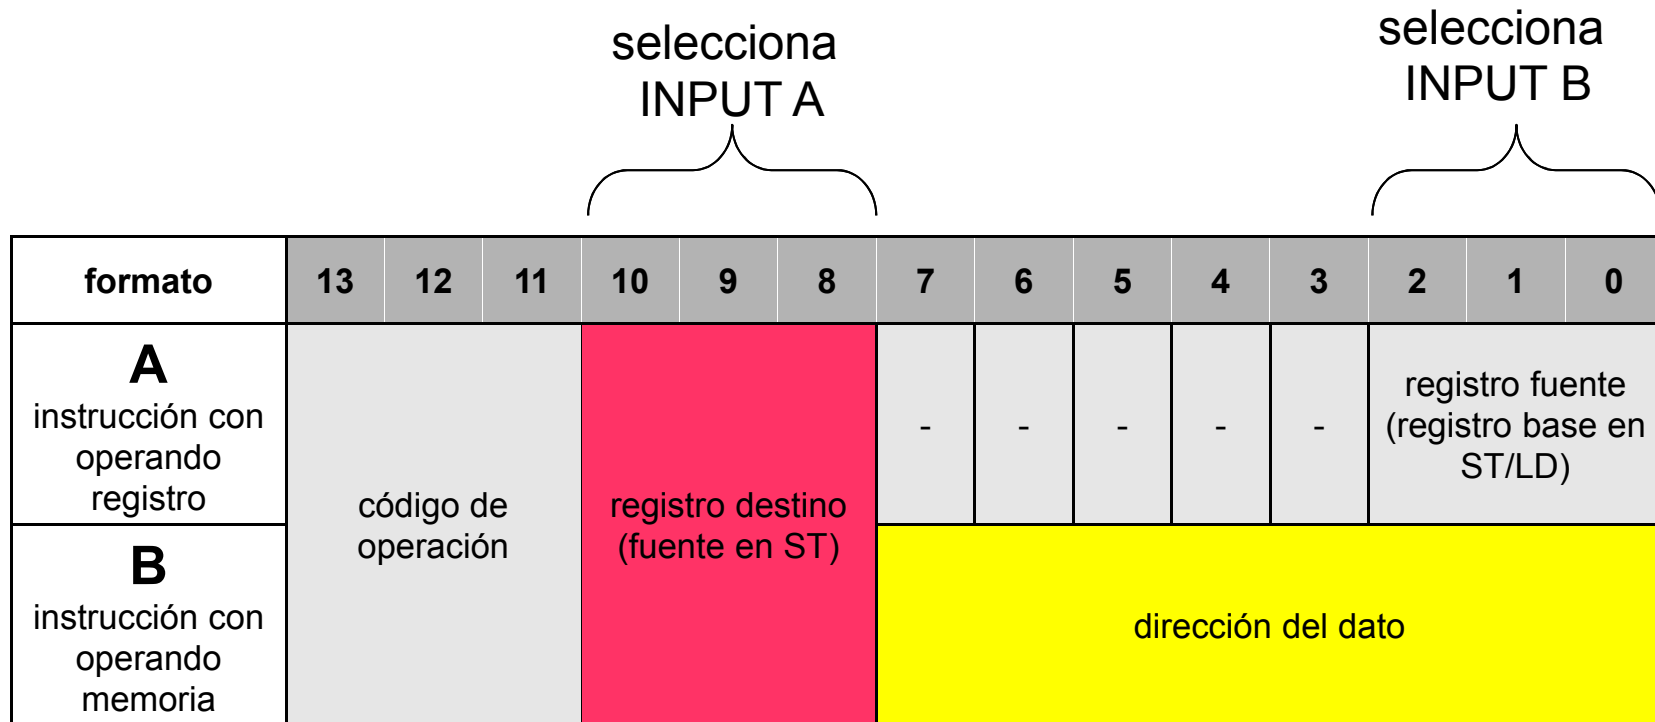 selecciona
INPUT A
selecciona
INPUT B
formato 13 12 11 10 9 8 7 6 5 4 3 2 1 0
A
instrucción con
operando
registro
código de
operación
registro destino
(fuente en ST)
- - - - -
registro fuente
(registro base en
ST/LD)
B
instrucción con
operando
memoria
dirección del dato